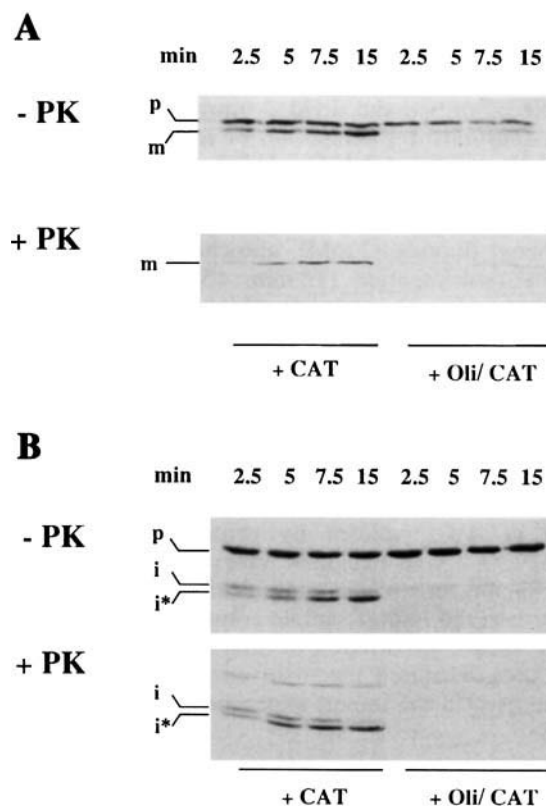 A
min 2.5 5 7.5 15 2.5 5 7.5 15
- PK
p
m
+ PK
m
+ CAT + Oli/ CAT
B
min 2.5 5 7.5 15 2.5 5 7.5 15
- PK
p
i
i*
+ PK
i
i*
+ CAT + Oli/ CAT